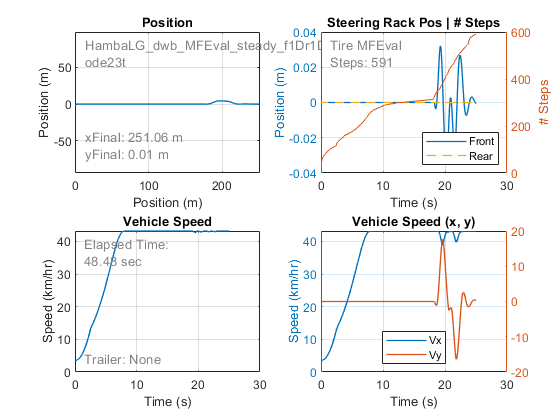 Position
HambaLG_dwb_MFEval_steady_f1Dr1D
ode23t
xFinal: 251.06 m
yFinal: 0.01 m
Position (m)
50
0
-50
0
100
200
Position (m)
Steering Rack Pos | # Steps
Tire MFEval
Steps: 591
Position (m)
0.04
0.02
0
-0.02
-0.04
600
400
200
0
# Steps
Front
Rear
0
10
20
30
Time (s)
Vehicle Speed
Elapsed Time:
48.48 sec
Trailer: None
Speed (km/hr)
40
30
20
10
0
0
10
20
30
Time (s)
Vehicle Speed (x, y)
Speed (km/hr)
40
30
20
10
0
20
10
0
-10
-20
Vx
Vy
0
10
20
30
Time (s)